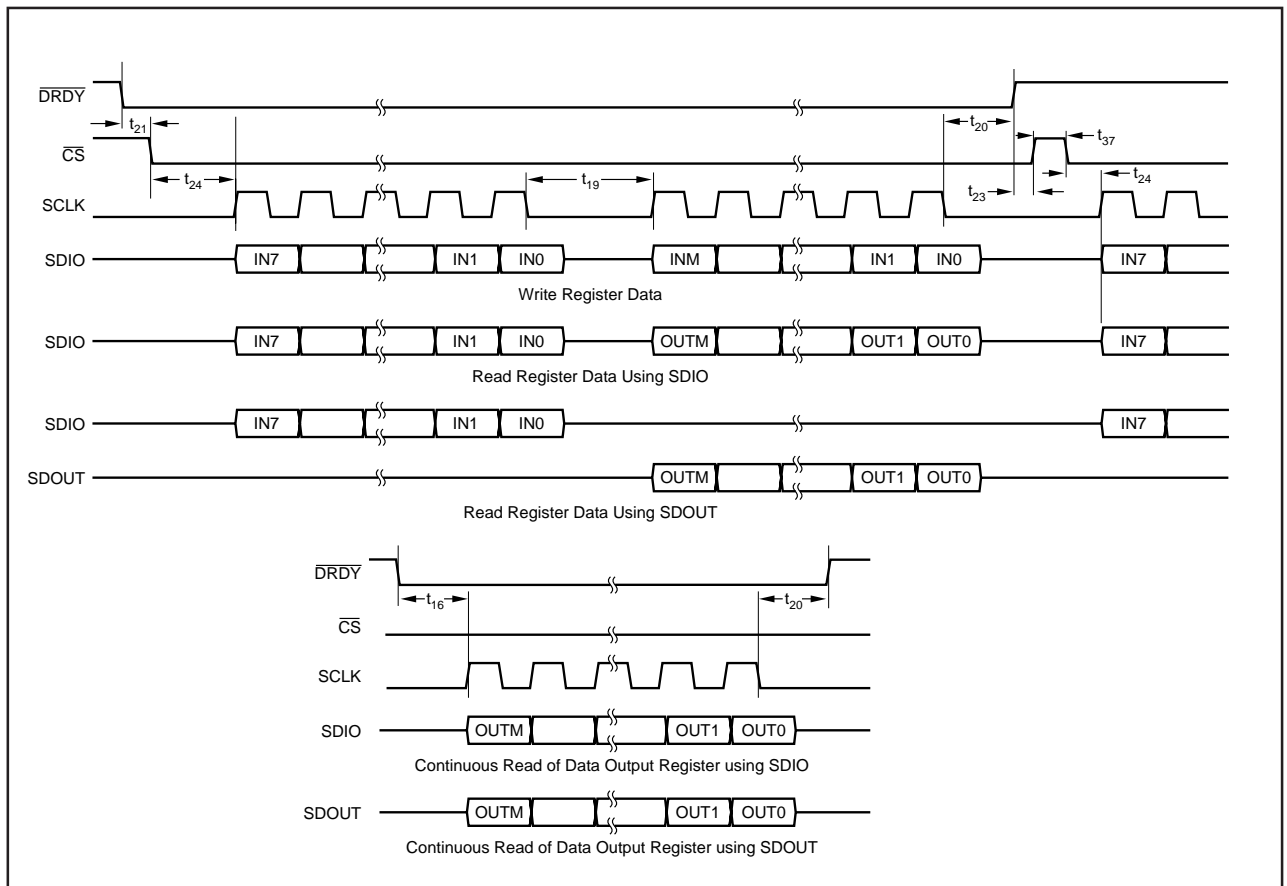 DRDY
t21
t20
CS
t37
t24
t19
t23
t24
SCLK
SDIO IN7 IN1 IN0 INM IN1 IN0 IN7
Write Register Data
SDIO IN7 IN1 IN0 OUTM OUT1 OUT0 IN7
Read Register Data Using SDIO
SDIO IN7 IN1 IN0 IN7
SDOUT OUTM OUT1 OUT0
Read Register Data Using SDOUT
DRDY
t16 t20
CS
SCLK
SDIO OUTM OUT1 OUT0
Continuous Read of Data Output Register using SDIO
SDOUT OUTM OUT1 OUT0
Continuous Read of Data Output Register using SDOUT